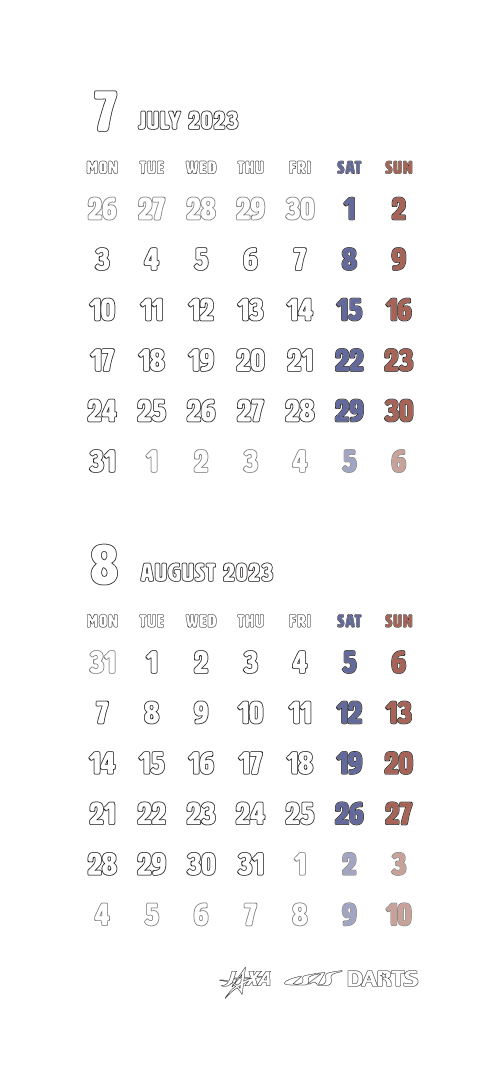 7 JULY 2023
MON TUE WED THU FRI SAT SUN
26 27 28 29 30 1 2
3 4 5 6 7 8 9
10 11 12 13 14 15 16
17 18 19 20 21 22 23
24 25 26 27 28 29 30
31 1 2 3 4 5 6
8 AUGUST 2023
MON TUE WED THU FRI SAT SUN
31 1 2 3 4 5 6
7 8 9 10 11 12 13
14 15 16 17 18 19 20
21 22 23 24 25 26 27
28 29 30 31 1 2 3
4 5 6 7 8 9 10
JAXA ISAS DARTS